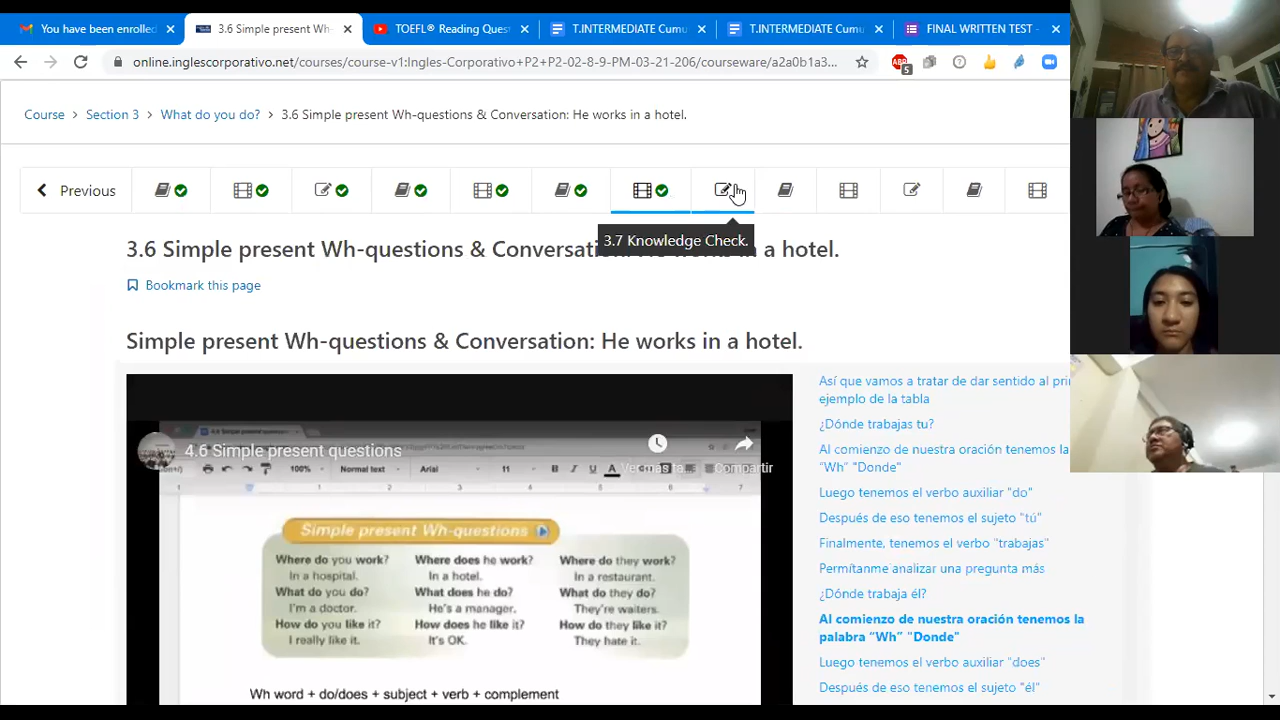 You have been enrolled
3.6 Simple present Wh-
TOEFL® Reading Ques
T.INTERMEDIATE Cumu
T.INTERMEDIATE Cumu
FINAL WRITTEN TEST -
online.inglescorporativo.net/courses/course-v1:Ingles-Corporativo+P2+P2-02-8-9-PM-03-21-206/courseware/a2a0b1a3...
ABP
5
Course > Section 3 > What do you do? > 3.6 Simple present Wh-questions & Conversation: He works in a hotel.
Previous
3.7 Knowledge Check.
3.6 Simple present Wh-questions & Conversation: He works in a hotel.
Bookmark this page
Simple present Wh-questions & Conversation: He works in a hotel.
4.6 Simple present questions
Compartir
100%
Normal text
Arial
11
Simple present Wh-questions
Where do you work? Where does he work? Where do they work?
In a hospital. In a hotel. In a restaurant.
What do you do? What does he do? What do they do?
I'm a doctor. He's a manager. They're waiters.
How do you like it? How does he like it? How do they like it?
I really like it. It's OK. They hate it.
Wh word + do/does + subject + verb + complement
Así que vamos a tratar de dar sentido al pri
ejemplo de la tabla
¿Dónde trabajas tu?
Al comienzo de nuestra oración tenemos la
"Wh" "Donde"
Luego tenemos el verbo auxiliar "do"
Después de eso tenemos el sujeto "tú"
Finalmente, tenemos el verbo "trabajas"
Permítanme analizar una pregunta más
¿Dónde trabaja él?
Al comienzo de nuestra oración tenemos la
palabra "Wh" "Donde"
Luego tenemos el verbo auxiliar "does"
Después de eso tenemos el sujeto "él"